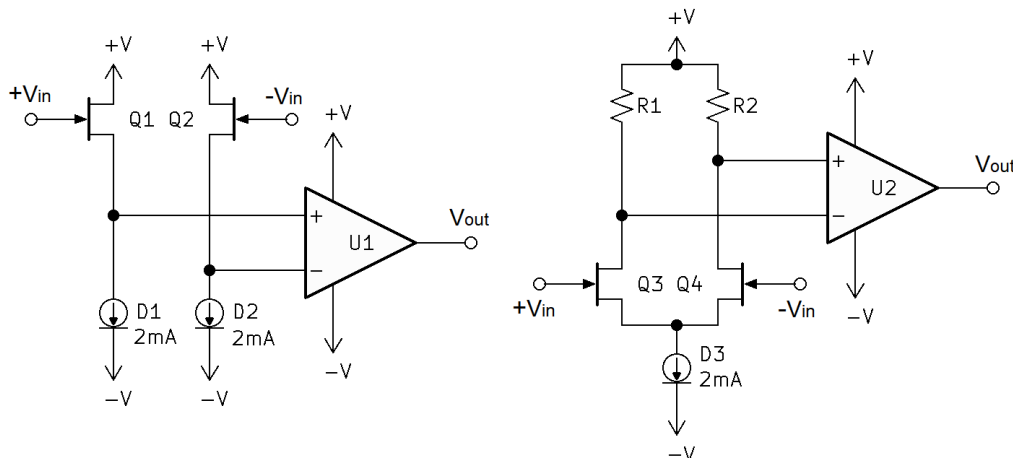 +V
+V
+Vin
Q1 Q2
-Vin
+V
+
U1
−
Vout
D1
2mA
D2
2mA
−V
−V
−V
+V
R1
R2
+V
+
U2
−
Vout
+Vin
Q3 Q4
-Vin
−V
D3
2mA
−V